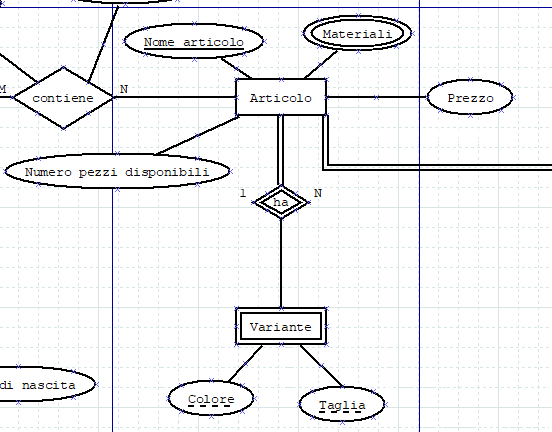 Nome articolo
Materiali
M
contiene
N
Articolo
Prezzo
Numero pezzi disponibili
1
N
ha
Variante
di nascita
Colore
Taglia